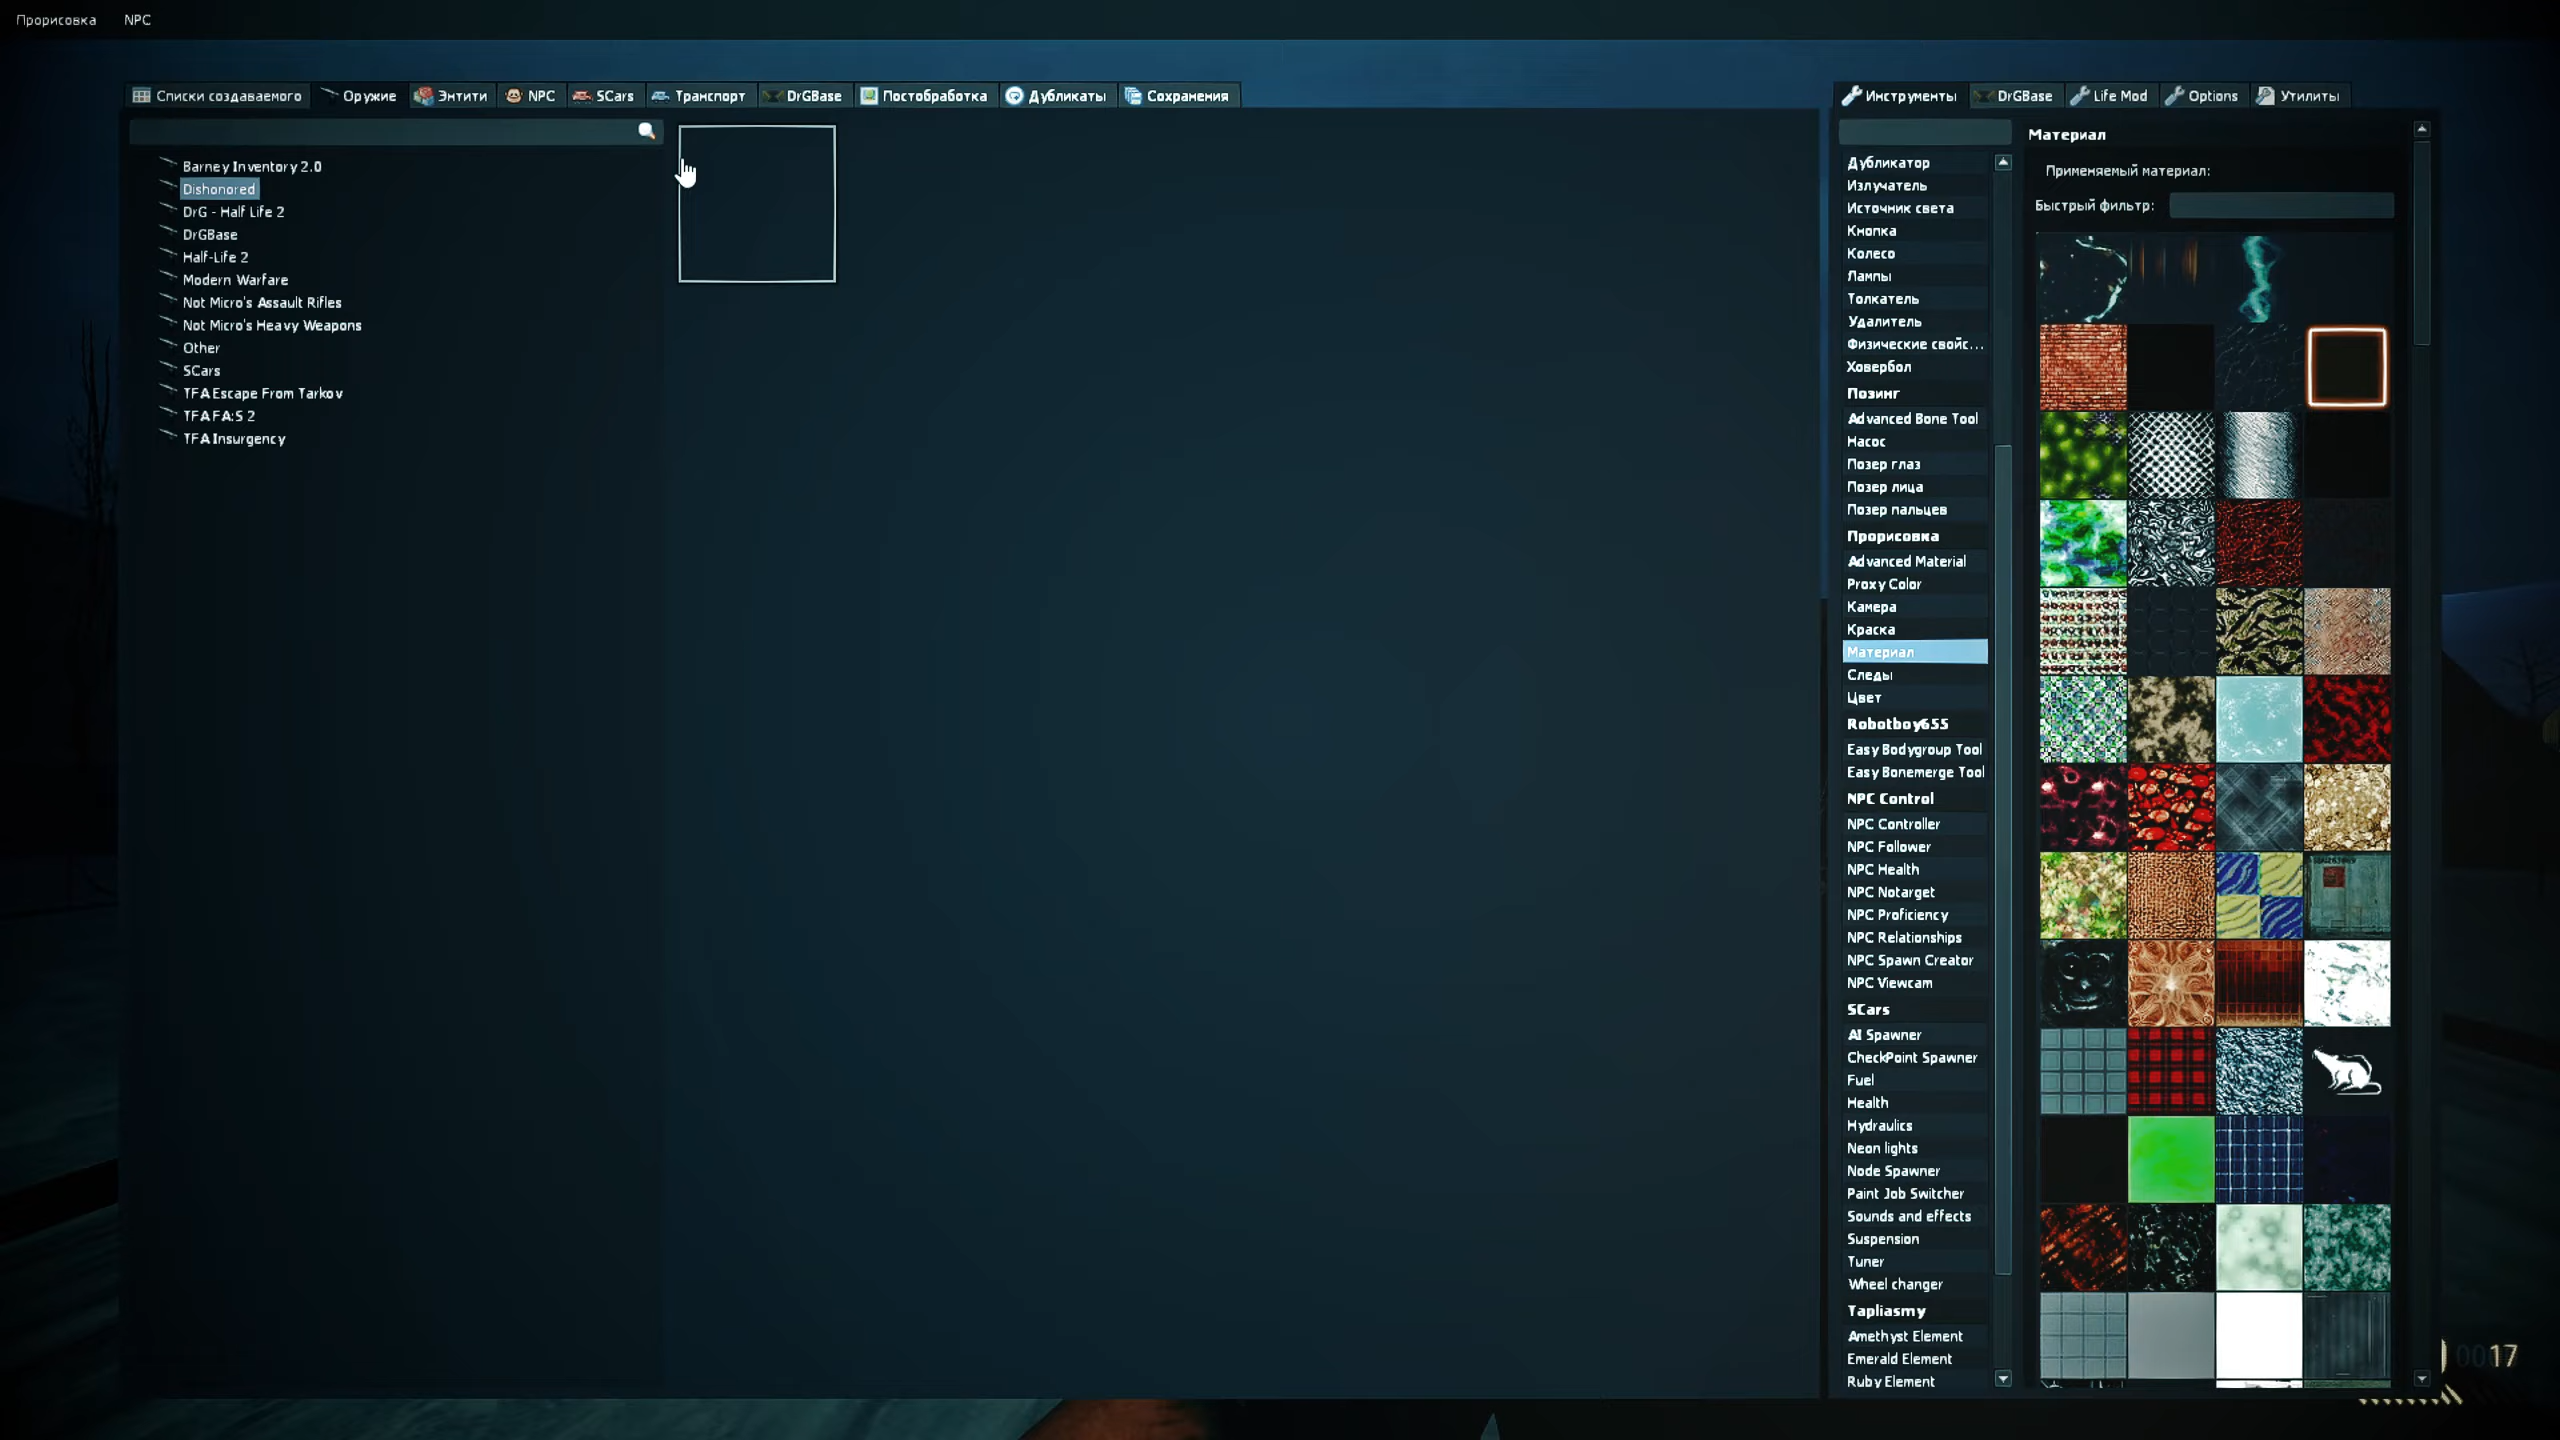 Прорисовка NPC
Списки создаваемого Оружие Энтити NPC SCars Транспорт DrGBase Постобработка Дубликаты Сохранения
Barney Inventory 2.0
Dishonored
DrG - Half Life 2
DrGBase
Half-Life 2
Modern Warfare
Not Micro's Assault Rifles
Not Micro's Heavy Weapons
Other
SCars
TFA Escape From Tarkov
TFA FA:S 2
TFA Insurgency
Инструменты DrGBase Life Mod Options Утилиты
Дубликатор
Излучатель
Источник света
Кнопка
Колесо
Лампы
Толкатель
Удалитель
Физические свойс...
Ховербол
Позинг
Advanced Bone Tool
Насос
Позер глаз
Позер лица
Позер пальцев
Прорисовка
Advanced Material
Proxy Color
Камера
Краска
Материал
Следы
Цвет
Robotboy655
Easy Bodygroup Tool
Easy Bonemerge Tool
NPC Control
NPC Controller
NPC Follower
NPC Health
NPC Notarget
NPC Proficiency
NPC Relationships
NPC Spawn Creator
NPC Viewcam
SCars
AI Spawner
CheckPoint Spawner
Fuel
Health
Hydraulics
Neon lights
Node Spawner
Paint Job Switcher
Sounds and effects
Suspension
Tuner
Wheel changer
Tapliasmy
Amethyst Element
Emerald Element
Ruby Element
Материал
Применяемый материал:
Быстрый фильтр:
0017